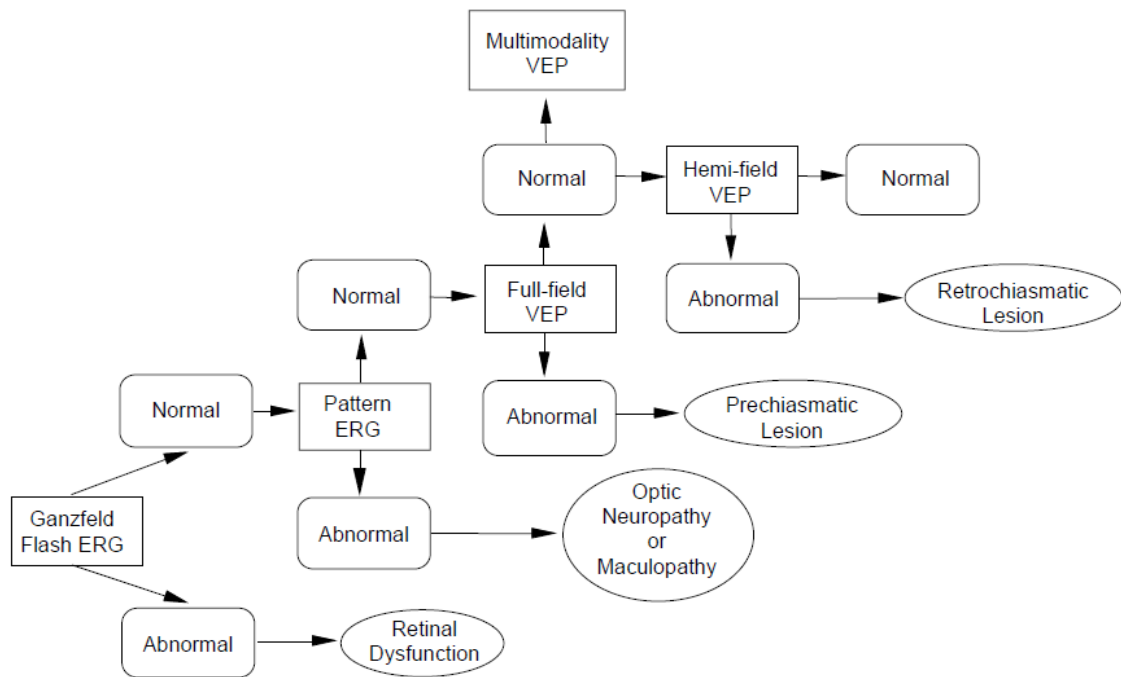 Multimodality
VEP
Normal
Hemi-field
VEP
Normal
Normal
Full-field
VEP
Abnormal
Retrochiasmatic
Lesion
Normal
Pattern
ERG
Abnormal
Prechiasmatic
Lesion
Ganzfeld
Flash ERG
Abnormal
Optic
Neuropathy
or
Maculopathy
Abnormal
Retinal
Dysfunction